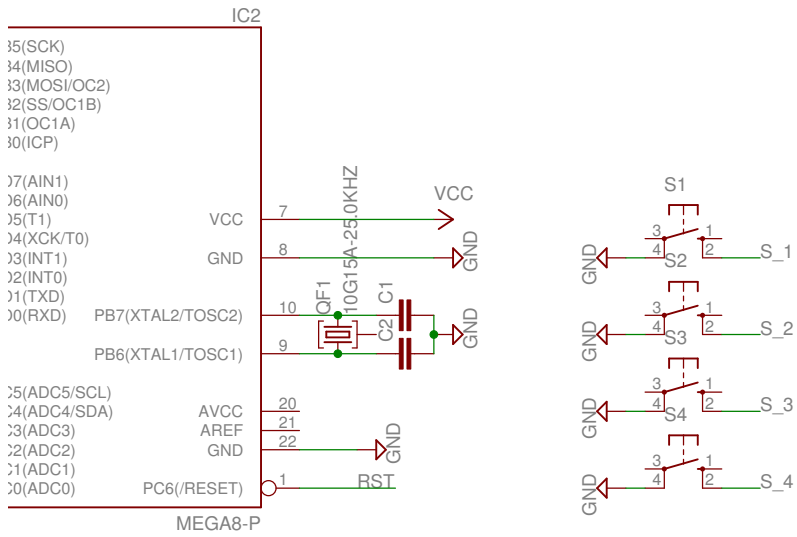 IC2
B5(SCK)
B4(MISO)
B3(MOSI/OC2)
B2(SS/OC1B)
B1(OC1A)
B0(ICP)
D7(AIN1)
D6(AIN0)
D5(T1)
D4(XCK/T0)
D3(INT1)
D2(INT0)
D1(TXD)
D0(RXD)
C5(ADC5/SCL)
C4(ADC4/SDA)
C3(ADC3)
C2(ADC2)
C1(ADC1)
C0(ADC0)
VCC 7
GND 8
PB7(XTAL2/TOSC2) 10
PB6(XTAL1/TOSC1) 9
AVCC 20
AREF 21
GND 22
PC6(/RESET) 1
MEGA8-P
VCC
GND
QF1
10G15A-25.0KHZ
C1
C2
GND
GND
RST
S1
3 1
4 2
GND
S_1
S2
3 1
4 2
GND
S_2
S3
3 1
4 2
GND
S_3
S4
3 1
4 2
GND
S_4